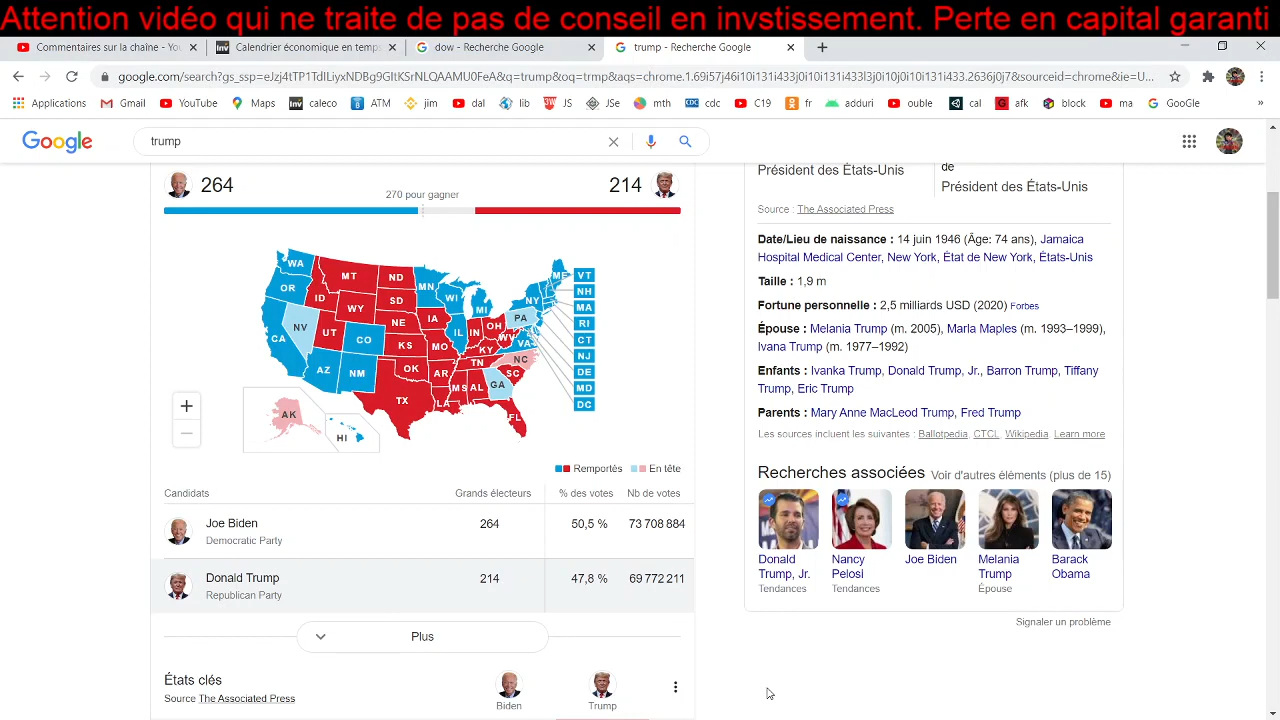 Attention vidéo qui ne traite de pas de conseil en invstissement. Perte en capital garanti
Commentaires sur la chaîne - You
Calendrier économique en temps
dow - Recherche Google
trump - Recherche Google
google.com/search?gs_ssp=eJzj4tTP1TdILiyxNDBg9GItKSrNLQAAMU0FeA&q=trump&oq=trmp&aqs=chrome.1.69i57j46i10i131i433j0i10i131i433l3j0i10j0i10i131i433.2636j0j7&sourceid=chrome&ie=U...
Applications Gmail YouTube Maps caleco ATM jim dal lib JS JSe mth cdc C19 fr adduri ouble cal afk block ma GooGle »
Google
trump
264
270 pour gagner
214
WA
OR
CA
NV
ID
MT
WY
UT
AZ
CO
NM
ND
SD
NE
KS
OK
TX
MN
IA
MO
AR
LA
WI
IL
MI
IN
OH
KY
TN
MS
AL
GA
FL
SC
NC
VA
WV
PA
NY
ME
VT
NH
MA
RI
CT
NJ
DE
MD
DC
AK
HI
Remportés
En tête
Candidats Grands électeurs % des votes Nb de votes
Joe Biden 264 50,5 % 73 708 884
Democratic Party
Donald Trump 214 47,8 % 69 772 211
Republican Party
Plus
États clés
Source The Associated Press
Biden
Trump
Président des États-Unis
de
Président des États-Unis
Source : The Associated Press
Date/Lieu de naissance : 14 juin 1946 (Âge: 74 ans), Jamaica
Hospital Medical Center, New York, État de New York, États-Unis
Taille : 1,9 m
Fortune personnelle : 2,5 milliards USD (2020) Forbes
Épouse : Melania Trump (m. 2005), Marla Maples (m. 1993–1999),
Ivana Trump (m. 1977–1992)
Enfants : Ivanka Trump, Donald Trump, Jr., Barron Trump, Tiffany
Trump, Eric Trump
Parents : Mary Anne MacLeod Trump, Fred Trump
Les sources incluent les suivantes : Ballotpedia, CTCL, Wikipedia. Learn more
Recherches associées
Voir d'autres éléments (plus de 15)
Donald
Trump, Jr.
Tendances
Nancy
Pelosi
Tendances
Joe Biden
Melania
Trump
Épouse
Barack
Obama
Signaler un problème